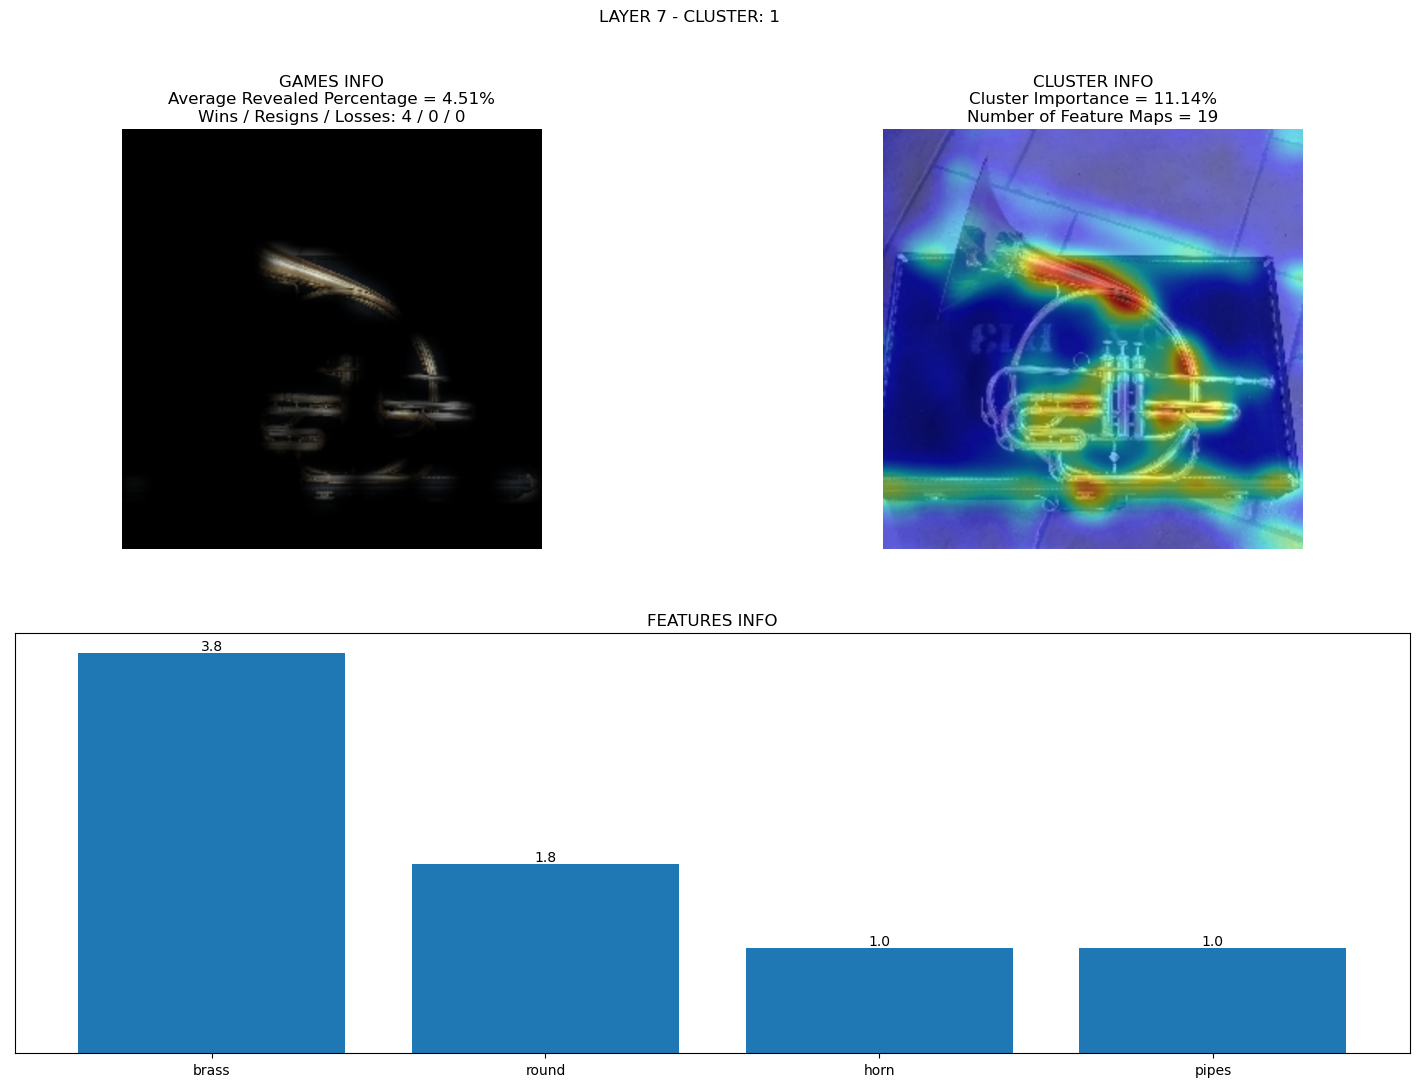 LAYER 7 - CLUSTER: 1
GAMES INFO
Average Revealed Percentage = 4.51%
Wins / Resigns / Losses: 4 / 0 / 0
CLUSTER INFO
Cluster Importance = 11.14%
Number of Feature Maps = 19
FEATURES INFO
3.8
1.8
1.0
1.0
brass
round
horn
pipes